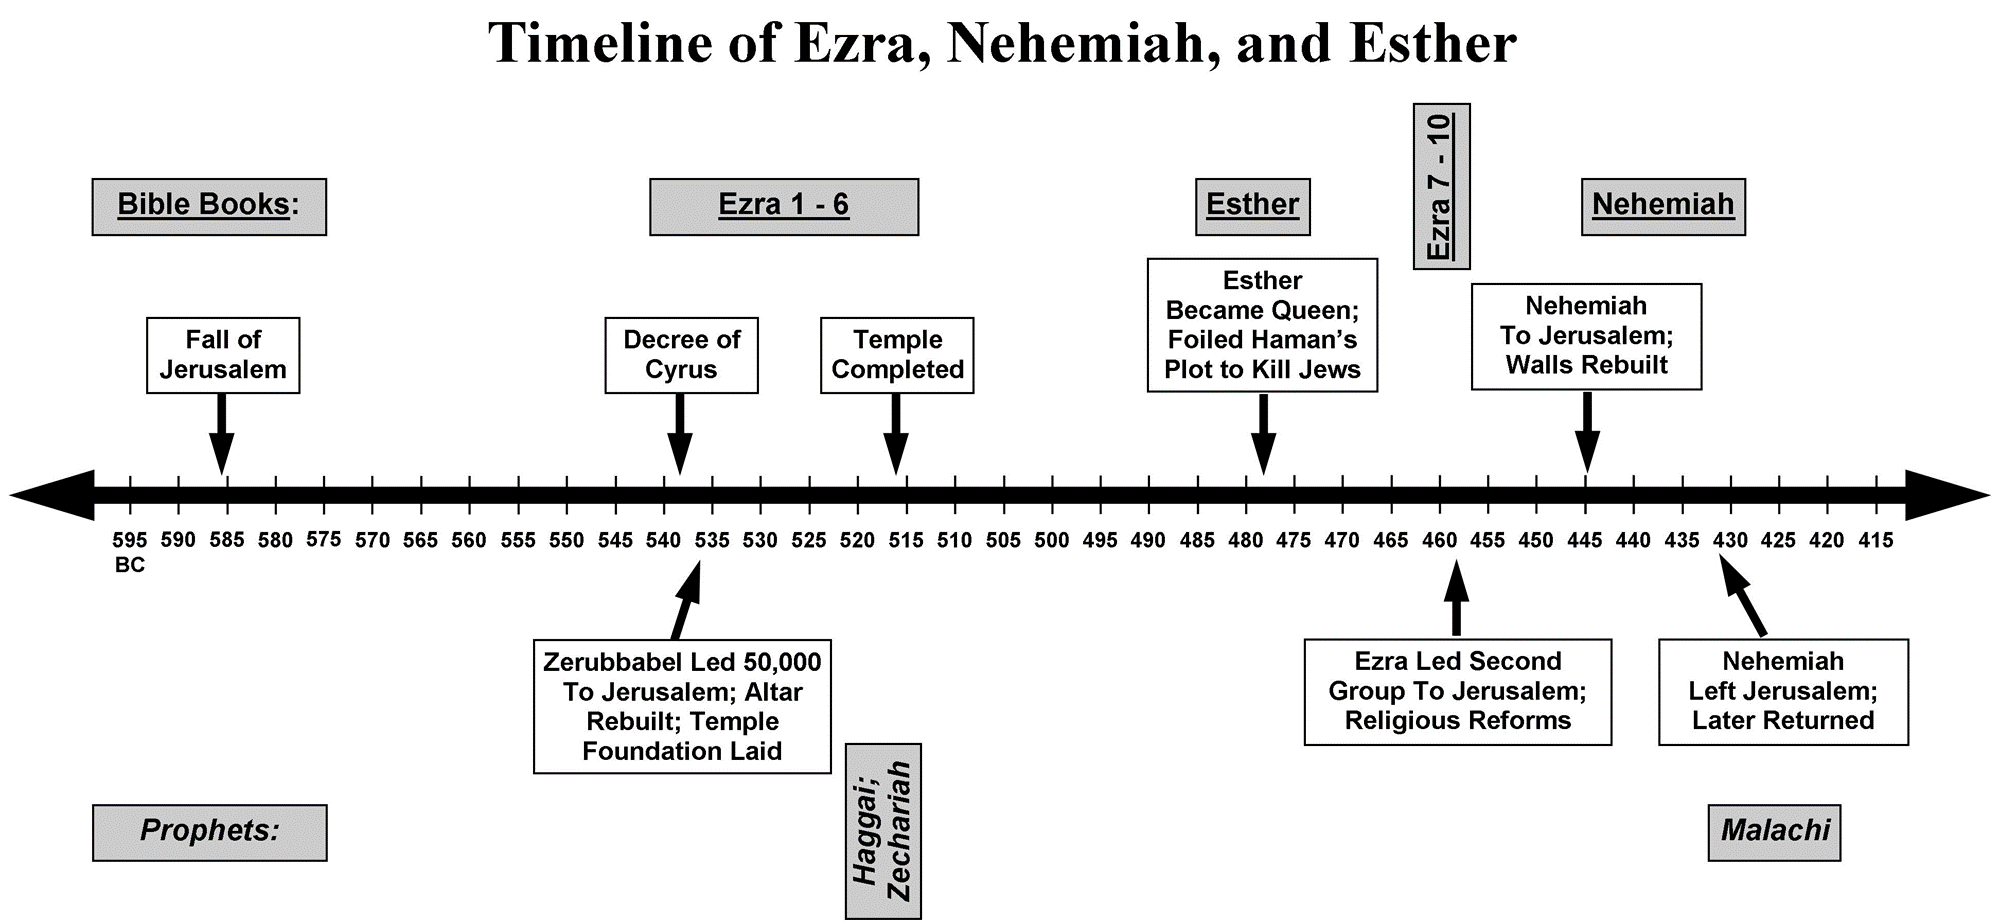 Timeline of Ezra, Nehemiah, and Esther
Bible Books:
Ezra 1 - 6
Esther
Ezra 7 - 10
Nehemiah
Fall of
Jerusalem
Decree of
Cyrus
Temple
Completed
Esther
Became Queen;
Foiled Haman’s
Plot to Kill Jews
Nehemiah
To Jerusalem;
Walls Rebuilt
595 590 585 580 575 570 565 560 555 550 545 540 535 530 525 520 515 510 505 500 495 490 485 480 475 470 465 460 455 450 445 440 435 430 425 420 415
BC
Zerubbabel Led 50,000
To Jerusalem; Altar
Rebuilt; Temple
Foundation Laid
Ezra Led Second
Group To Jerusalem;
Religious Reforms
Nehemiah
Left Jerusalem;
Later Returned
Prophets:
Haggai;
Zechariah
Malachi